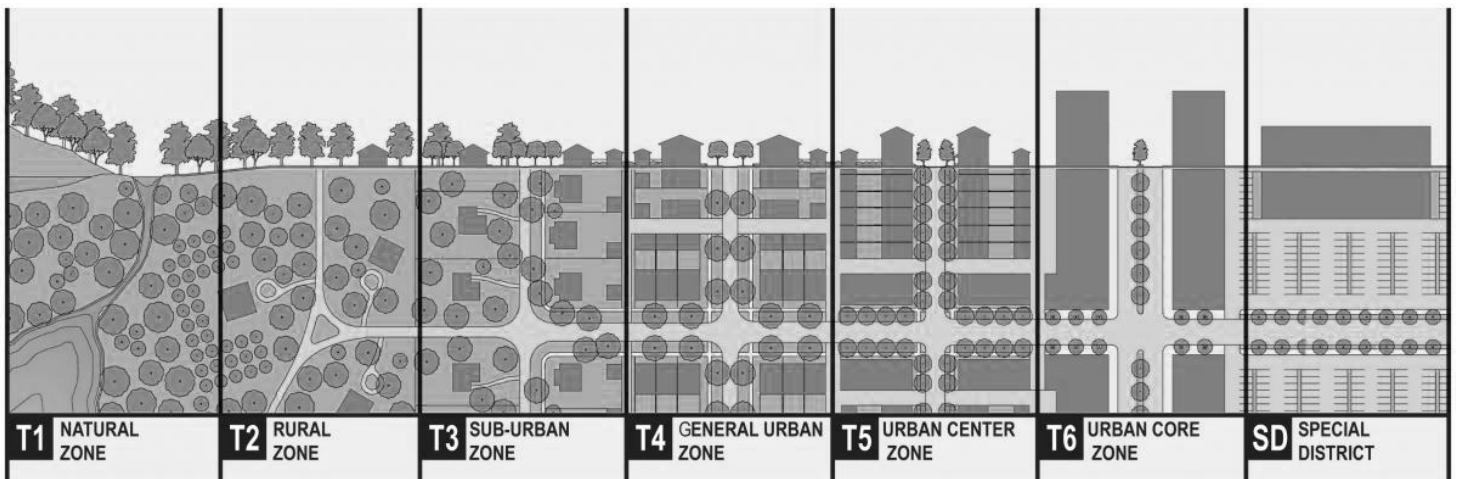 T1 NATURAL
ZONE
T2 RURAL
ZONE
T3 SUB-URBAN
ZONE
T4 GENERAL URBAN
ZONE
T5 URBAN CENTER
ZONE
T6 URBAN CORE
ZONE
SD SPECIAL
DISTRICT